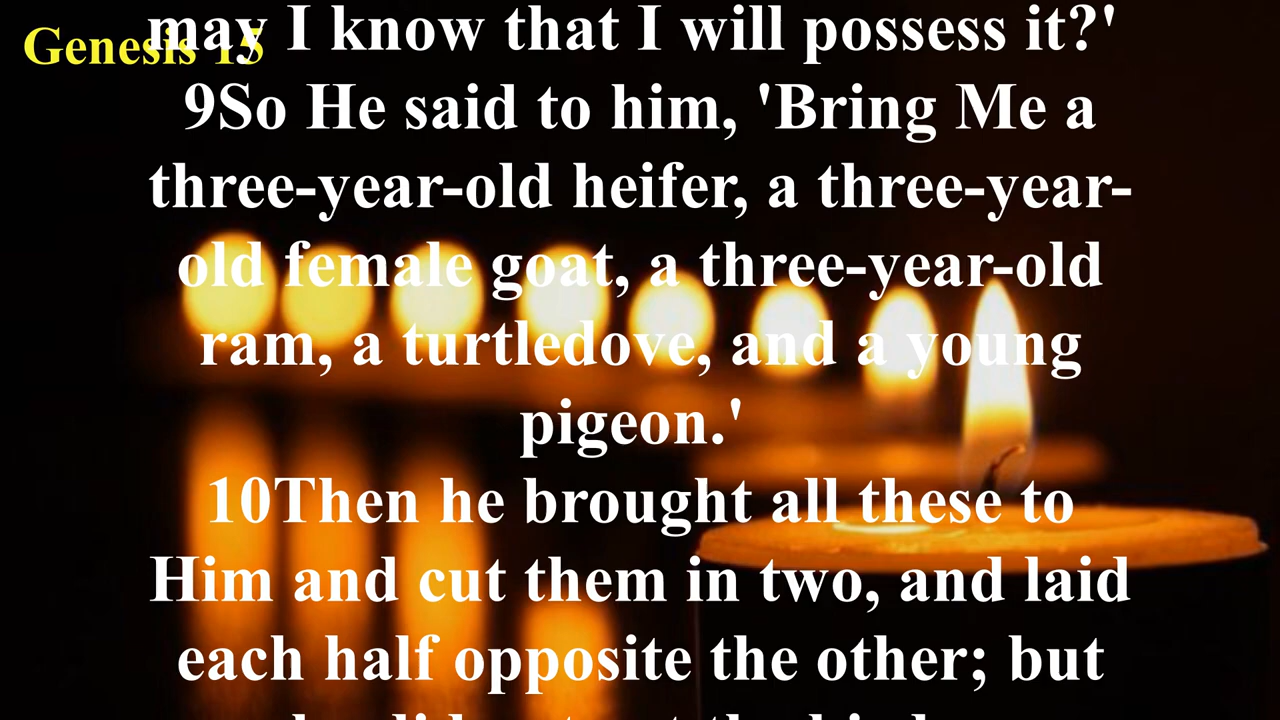 Genesis 15
may I know that I will possess it?'
9So He said to him, 'Bring Me a
three-year-old heifer, a three-year-
old female goat, a three-year-old
ram, a turtledove, and a young
pigeon.'
10Then he brought all these to
Him and cut them in two, and laid
each half opposite the other; but